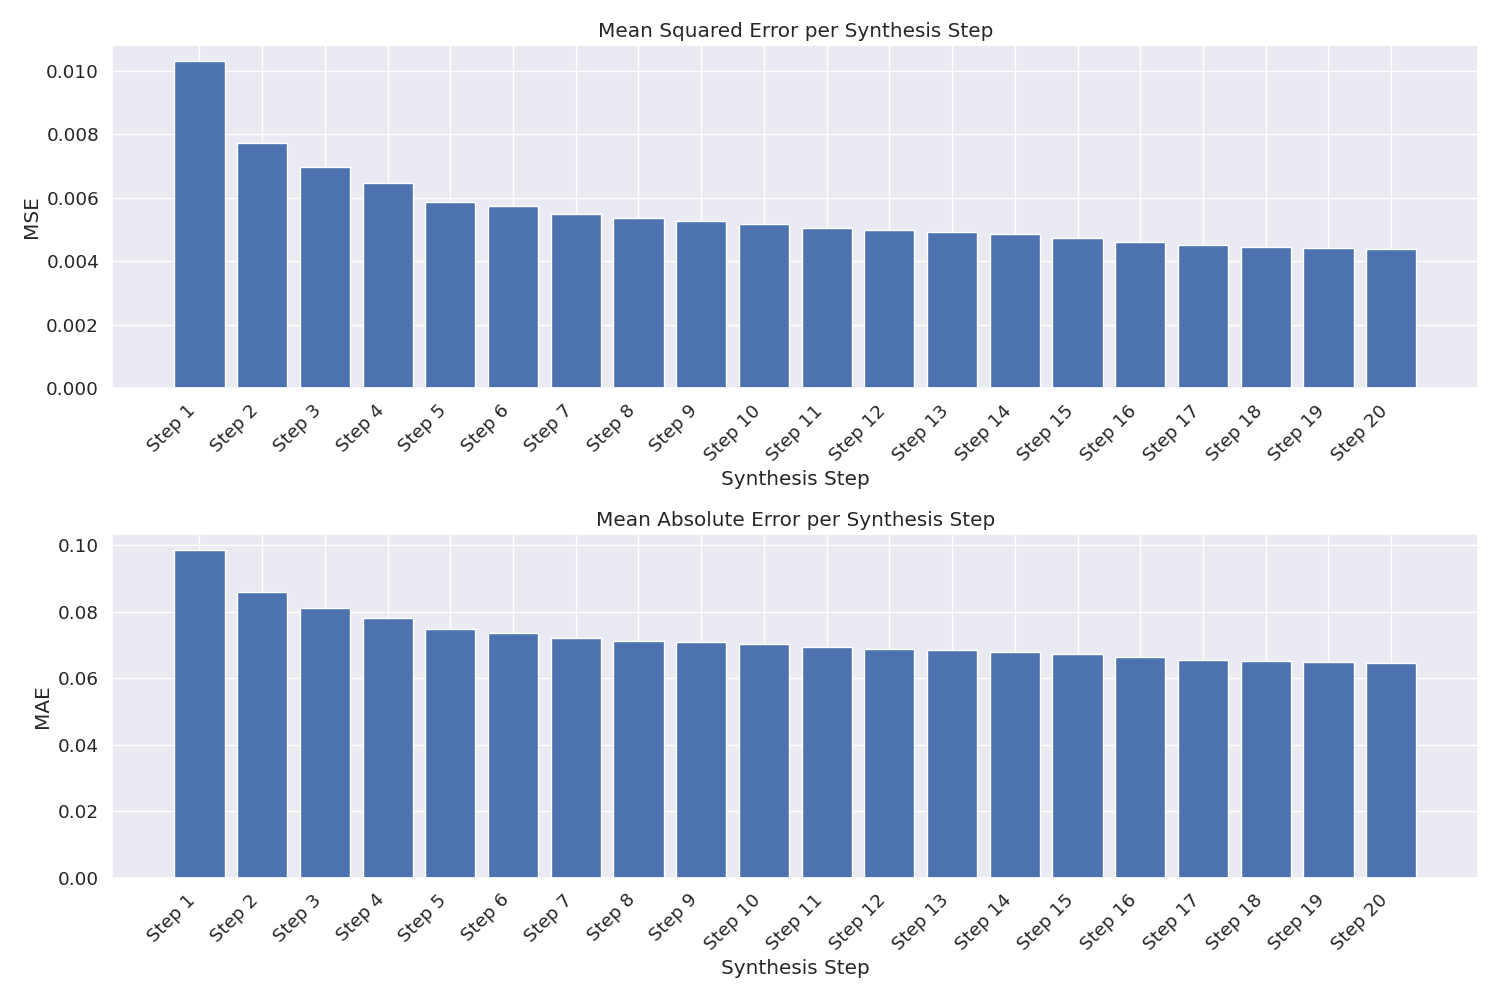 Mean Squared Error per Synthesis Step
0.010
0.008
0.006
0.004
0.002
0.000
MSE
Step 1
Step 2
Step 3
Step 4
Step 5
Step 6
Step 7
Step 8
Step 9
Step 10
Step 11
Step 12
Step 13
Step 14
Step 15
Step 16
Step 17
Step 18
Step 19
Step 20
Synthesis Step
Mean Absolute Error per Synthesis Step
0.10
0.08
0.06
0.04
0.02
0.00
MAE
Step 1
Step 2
Step 3
Step 4
Step 5
Step 6
Step 7
Step 8
Step 9
Step 10
Step 11
Step 12
Step 13
Step 14
Step 15
Step 16
Step 17
Step 18
Step 19
Step 20
Synthesis Step